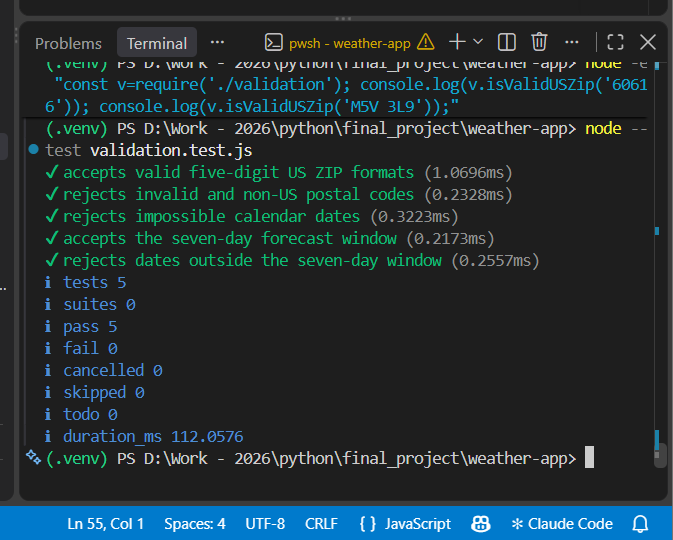 Problems Terminal ··· pwsh - weather-app
(.venv) PS D:\Work - 2026\python\final_project\weather-app> node -e
"const v=require('./validation'); console.log(v.isValidUSZip('6061
6')); console.log(v.isValidUSZip('M5V 3L9'));"
(.venv) PS D:\Work - 2026\python\final_project\weather-app> node --
test validation.test.js
✓ accepts valid five-digit US ZIP formats (1.0696ms)
✓ rejects invalid and non-US postal codes (0.2328ms)
✓ rejects impossible calendar dates (0.3223ms)
✓ accepts the seven-day forecast window (0.2173ms)
✓ rejects dates outside the seven-day window (0.2557ms)
ℹ tests 5
ℹ suites 0
ℹ pass 5
ℹ fail 0
ℹ cancelled 0
ℹ skipped 0
ℹ todo 0
ℹ duration_ms 112.0576
(.venv) PS D:\Work - 2026\python\final_project\weather-app>
Ln 55, Col 1 Spaces: 4 UTF-8 CRLF {} JavaScript Claude Code